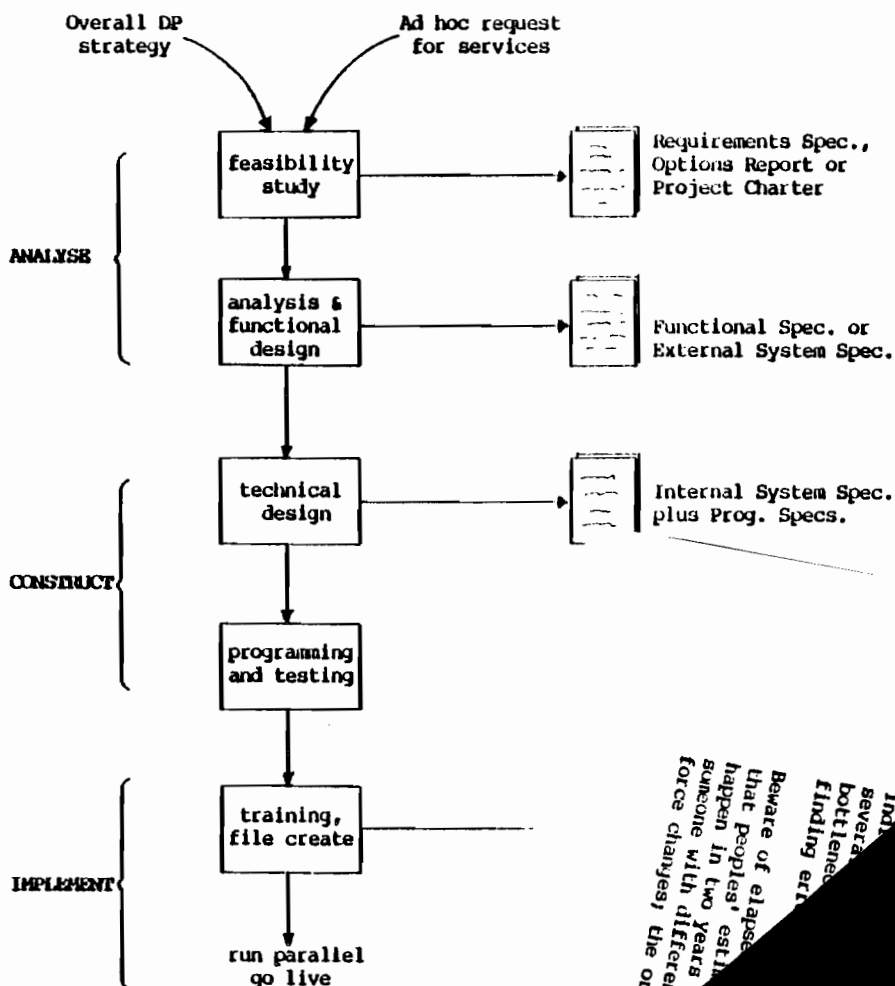 Overall DP
strategy
Ad hoc request
for services
ANALYSE
feasibility
study
Requirements Spec.,
Options Report or
Project Charter
analysis &
functional
design
Functional Spec. or
External System Spec.
CONSTRUCT
technical
design
Internal System Spec.
plus Prog. Specs.
programming
and testing
IMPLEMENT
training,
file create
run parallel
go live
bottlene
finding er
Beware of elapse
that peoples' esti
happen in two years
someone with differe
force changes; the o